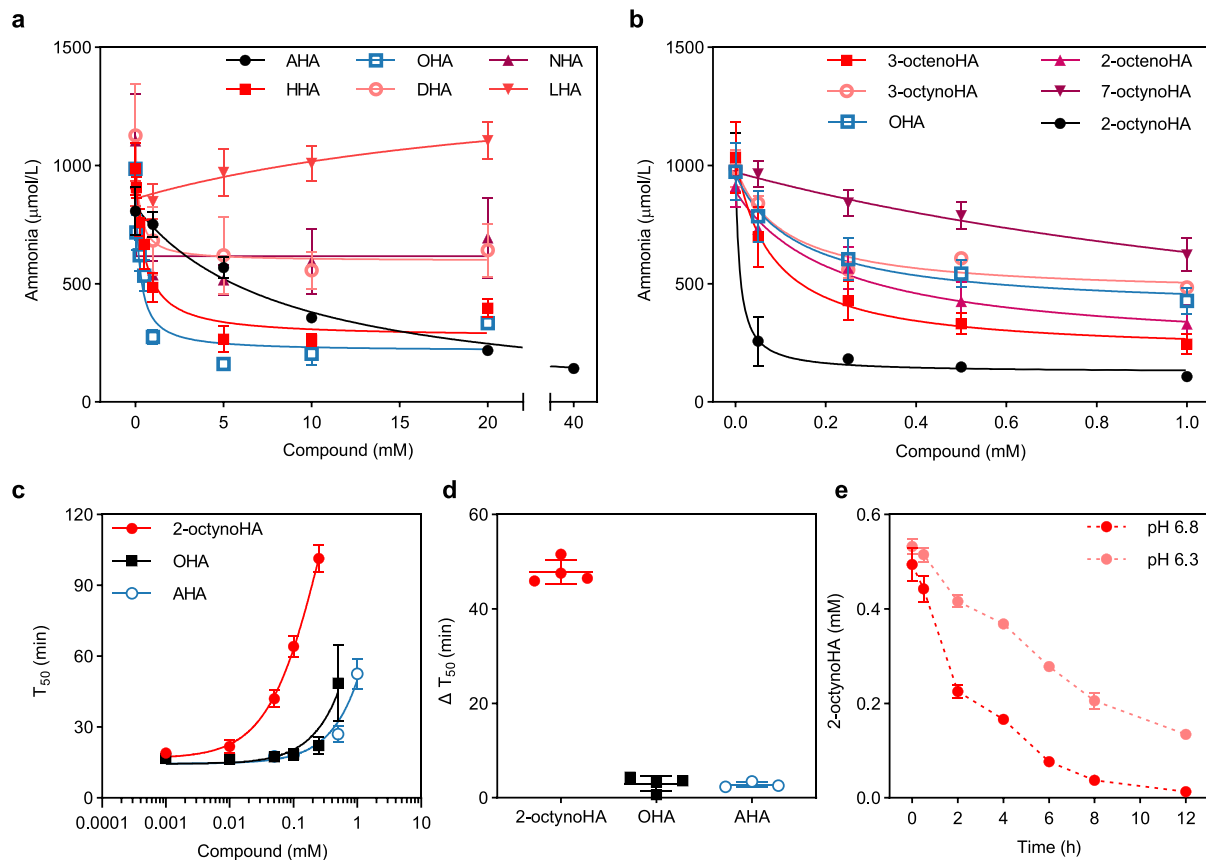 a
AHA OHA NHA
HHA DHA LHA
1500
1000
500
0
Ammonia (μmol/L)
0 5 10 15 20 40
Compound (mM)
b
3-octenoHA 2-octenoHA
3-octynoHA 7-octynoHA
OHA 2-octynoHA
1500
1000
500
0
Ammonia (μmol/L)
0.0 0.2 0.4 0.6 0.8 1.0
Compound (mM)
c
2-octynoHA
OHA
AHA
120
90
60
30
0
T50 (min)
0.0001 0.001 0.01 0.1 1 10
Compound (mM)
d
60
40
20
0
Δ T50 (min)
2-octynoHA OHA AHA
e
pH 6.8
pH 6.3
0.6
0.4
0.2
0.0
2-octynoHA (mM)
0 2 4 6 8 10 12
Time (h)